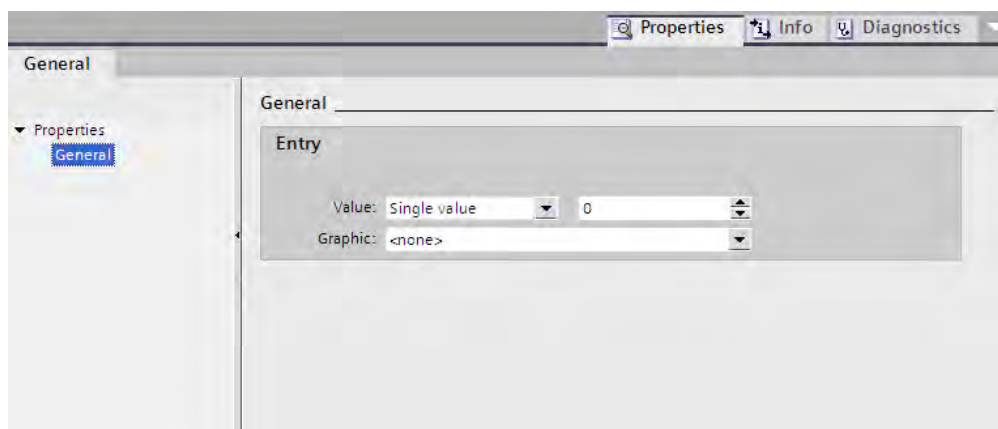 Properties Info Diagnostics
General
General
Properties
General
Entry
Value: Single value 0
Graphic: <none>